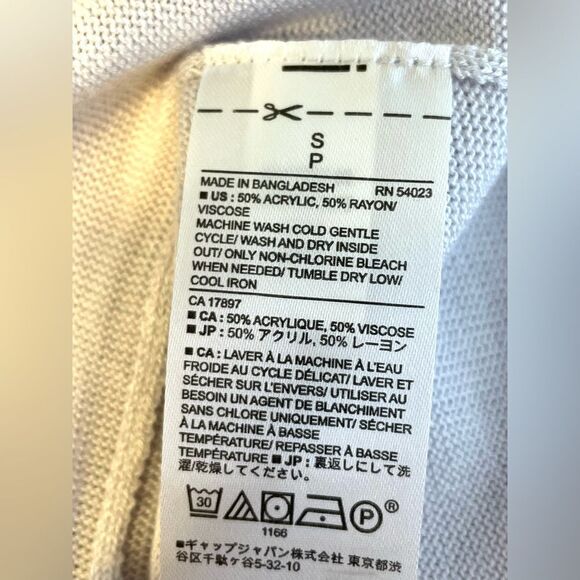 S
P
MADE IN BANGLADESH RN 54023
■ US : 50% ACRYLIC, 50% RAYON/
VISCOSE
MACHINE WASH COLD GENTLE
CYCLE/ WASH AND DRY INSIDE
OUT/ ONLY NON-CHLORINE BLEACH
WHEN NEEDED/ TUMBLE DRY LOW/
COOL IRON
CA 17897
■ CA : 50% ACRYLIQUE, 50% VISCOSE
■ JP : 50% アクリル, 50% レーヨン
■ CA : LAVER À LA MACHINE À L'EAU
FROIDE AU CYCLE DÉLICAT/ LAVER ET
SÉCHER SUR L'ENVERS/ UTILISER AU
BESOIN UN AGENT DE BLANCHIMENT
SANS CHLORE UNIQUEMENT/ SÉCHER
À LA MACHINE À BASSE
TEMPÉRATURE/ REPASSER À BASSE
TEMPÉRATURE ■ JP : 裏返しにして洗
濯/乾燥してください。
30 P ®
1166
■ギャップジャパン株式会社 東京都渋
谷区千駄ヶ谷5-32-10